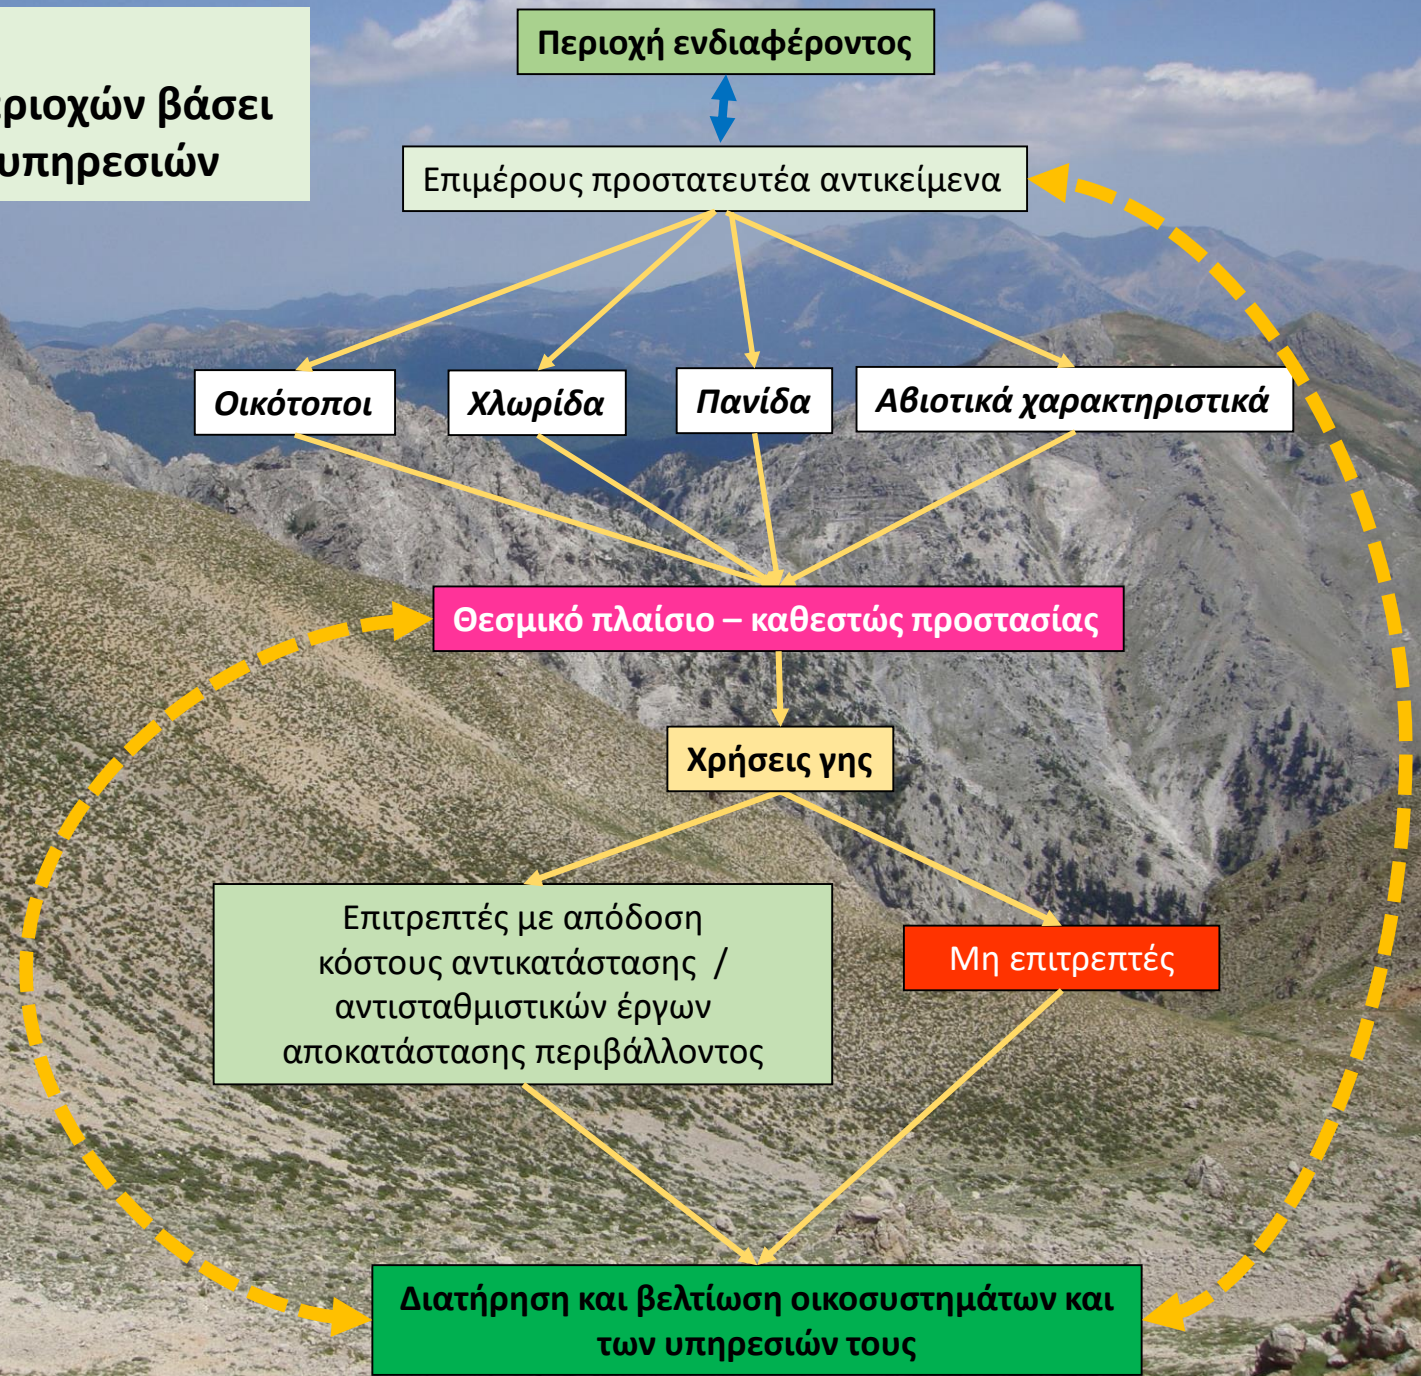 Περιοχή ενδιαφέροντος
βάσει
υπηρεσιών
Επιμέρους προστατευτέα αντικείμενα
Οικότοποι
Χλωρίδα
Πανίδα
Αβιοτικά χαρακτηριστικά
Θεσμικό πλαίσιο – καθεστώς προστασίας
Χρήσεις γης
Επιτρεπτές με απόδοση
κόστους αντικατάστασης /
αντισταθμιστικών έργων
αποκατάστασης περιβάλλοντος
Μη επιτρεπτές
Διατήρηση και βελτίωση οικοσυστημάτων και
των υπηρεσιών τους